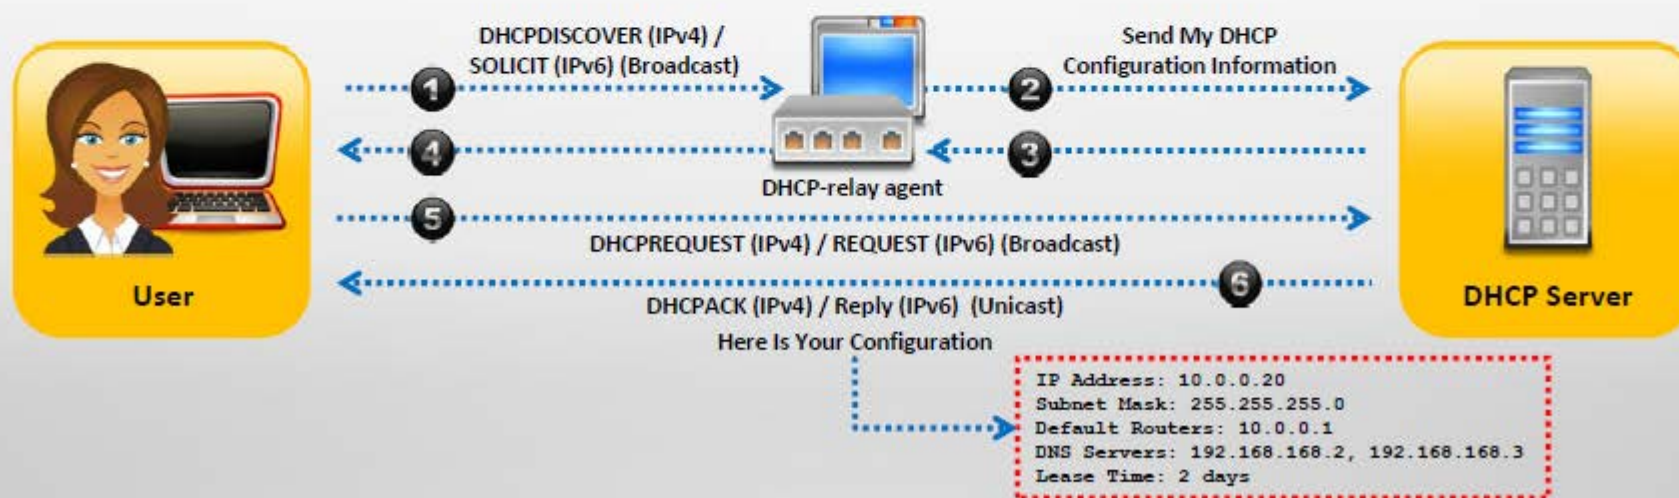 DHCPDISCOVER (IPv4) /
SOLICIT (IPv6) (Broadcast)
Send My DHCP
Configuration Information
1
2
4
3
DHCP-relay agent
5
DHCPREQUEST (IPv4) / REQUEST (IPv6) (Broadcast)
6
User
DHCP Server
DHCPACK (IPv4) / Reply (IPv6) (Unicast)
Here Is Your Configuration
IP Address: 10.0.0.20
Subnet Mask: 255.255.255.0
Default Routers: 10.0.0.1
DNS Servers: 192.168.168.2, 192.168.168.3
Lease Time: 2 days